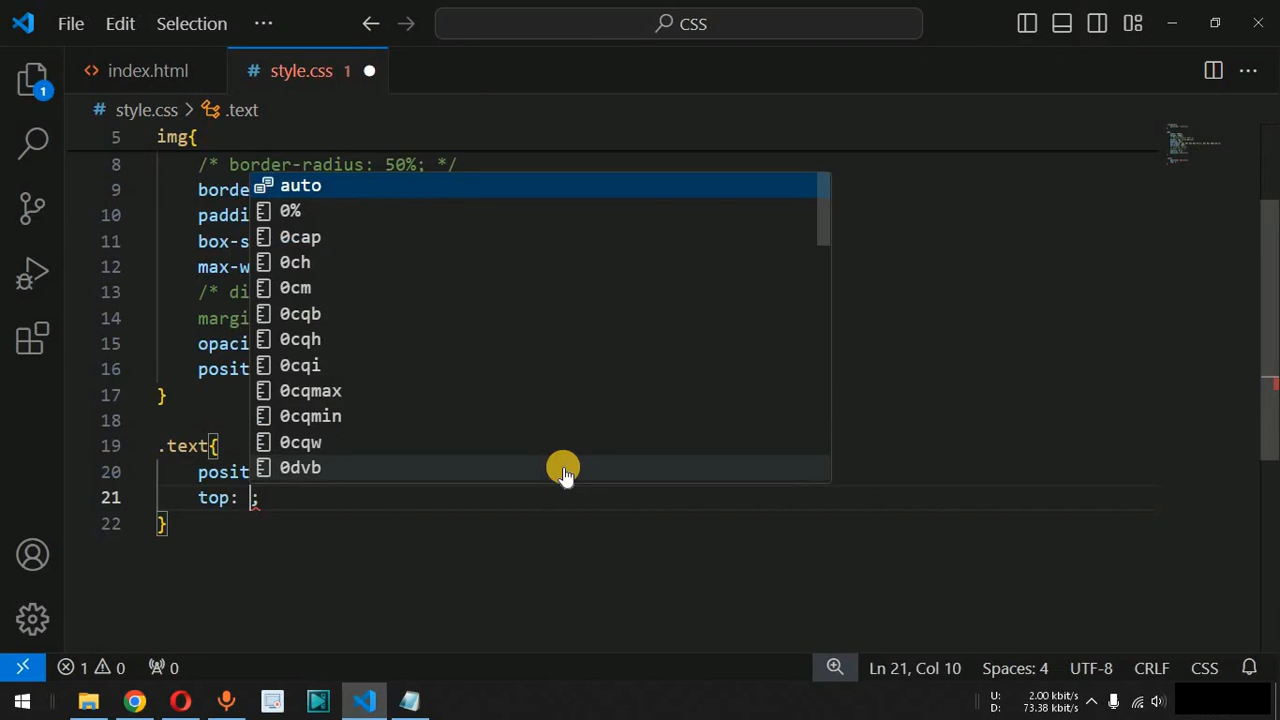 File Edit Selection ··· CSS
index.html style.css 1
style.css .text
5 img{
8 /* border-radius: 50%; */
9 borde
10 paddi
11 box-s
12 max-w
13 /* di
14 margi
15 opaci
16 posit
17 }
18
19 .text{
20 posit
21 top: ;
22 }
auto
0%
0cap
0ch
0cm
0cqb
0cqh
0cqi
0cqmax
0cqmin
0cqw
0dvb
1
1 0 0 Ln 21, Col 10 Spaces: 4 UTF-8 CRLF CSS
U: 2.00 kbit/s
D: 73.38 kbit/s